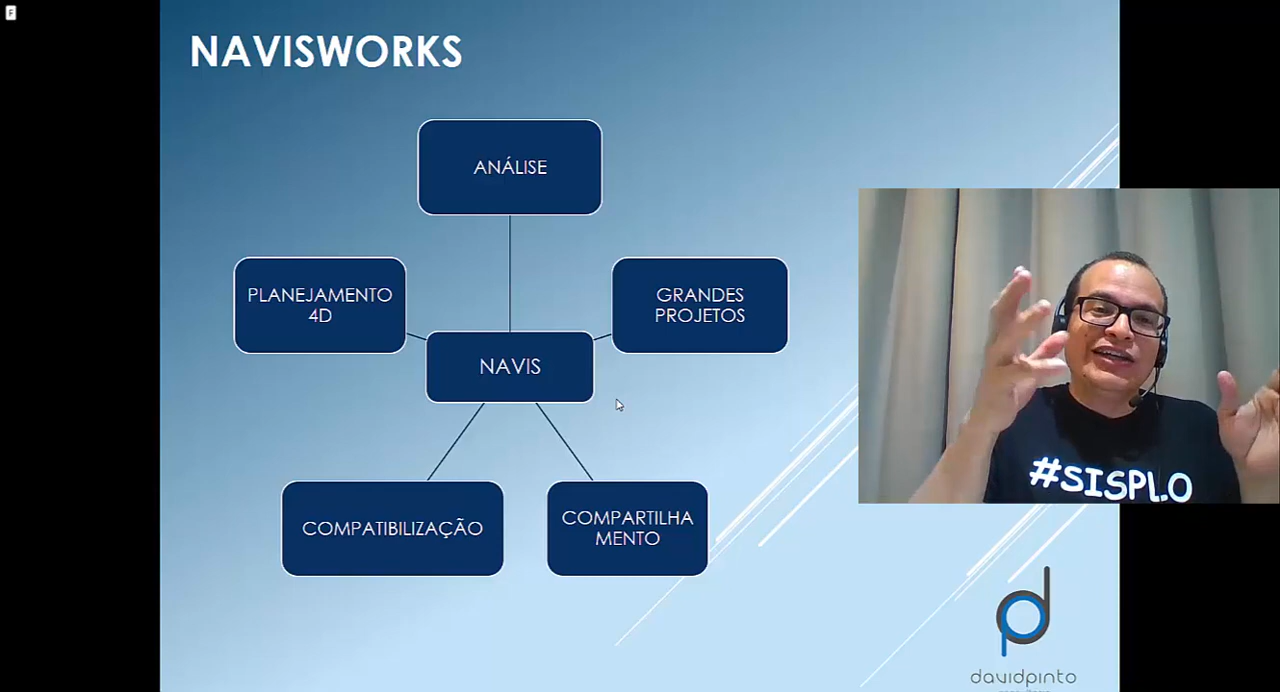 F
NAVISWORKS
ANÁLISE
PLANEJAMENTO
4D
GRANDES
PROJETOS
NAVIS
COMPATIBILIZAÇÃO
COMPARTILHA
MENTO
#SISPLO
davidpinto